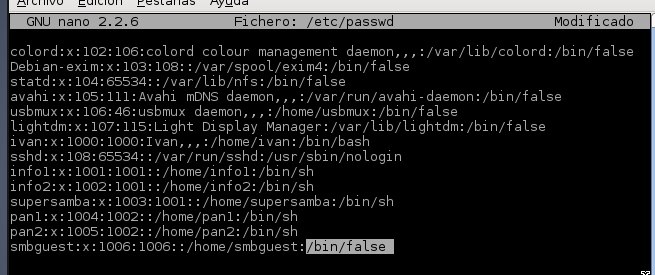 Archivo Edición Pestañas Ayuda
GNU nano 2.2.6 Fichero: /etc/passwd Modificado
colord:x:102:106:colord colour management daemon,,,:/var/lib/colord:/bin/false
Debian-exim:x:103:108::/var/spool/exim4:/bin/false
statd:x:104:65534::/var/lib/nfs:/bin/false
avahi:x:105:111:Avahi mDNS daemon,,,:/var/run/avahi-daemon:/bin/false
usbmux:x:106:46:usbmux daemon,,,:/home/usbmux:/bin/false
lightdm:x:107:115:Light Display Manager:/var/lib/lightdm:/bin/false
ivan:x:1000:1000:Ivan,,,:/home/ivan:/bin/bash
sshd:x:108:65534::/var/run/sshd:/usr/sbin/nologin
info1:x:1001:1001::/home/info1:/bin/sh
info2:x:1002:1001::/home/info2:/bin/sh
supersamba:x:1003:1001::/home/supersamba:/bin/sh
pan1:x:1004:1002::/home/pan1:/bin/sh
pan2:x:1005:1002::/home/pan2:/bin/sh
smbguest:x:1006:1006::/home/smbguest:/bin/false